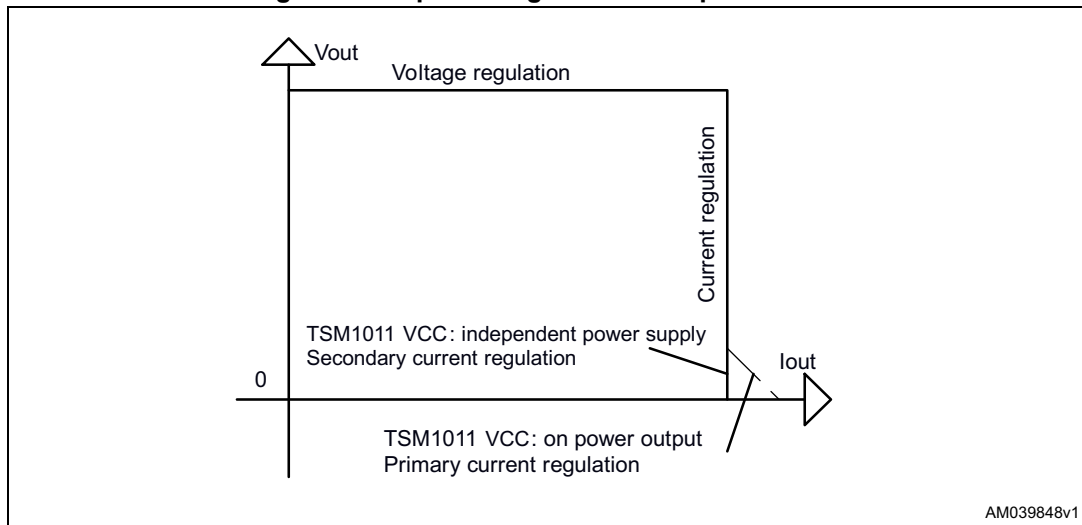 Vout
Voltage regulation
Current regulation
TSM1011 VCC: independent power supply
Secondary current regulation
Iout
0
TSM1011 VCC: on power output
Primary current regulation
AM039848v1